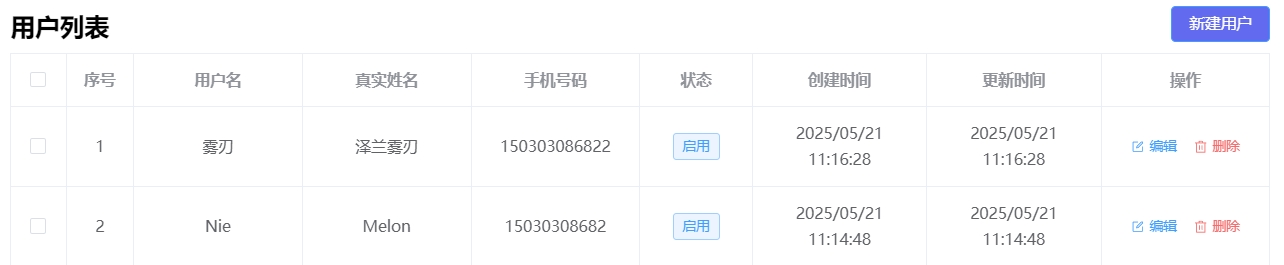 用户列表
新建用户
序号 用户名 真实姓名 手机号码 状态 创建时间 更新时间 操作
1 雾刃 泽兰雾刃 150303086822 启用 2025/05/21 11:16:28 2025/05/21 11:16:28 编辑 删除
2 Nie Melon 15030308682 启用 2025/05/21 11:14:48 2025/05/21 11:14:48 编辑 删除